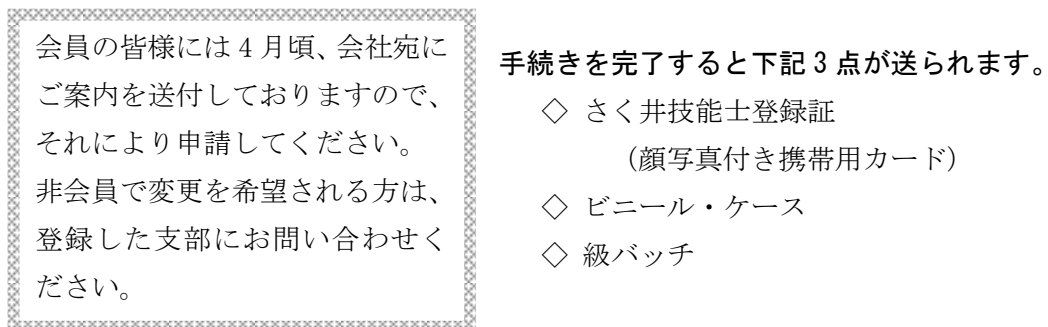 会員の皆様には4月頃、会社宛に
ご案内を送付しておりますので、
それにより申請してください。
非会員で変更を希望される方は、
登録した支部にお問い合わせく
ださい。
手続きを完了すると下記3点が送られます。
◇ さく井技能士登録証
(顔写真付き携帯用カード)
◇ ビニール・ケース
◇ 級バッチ